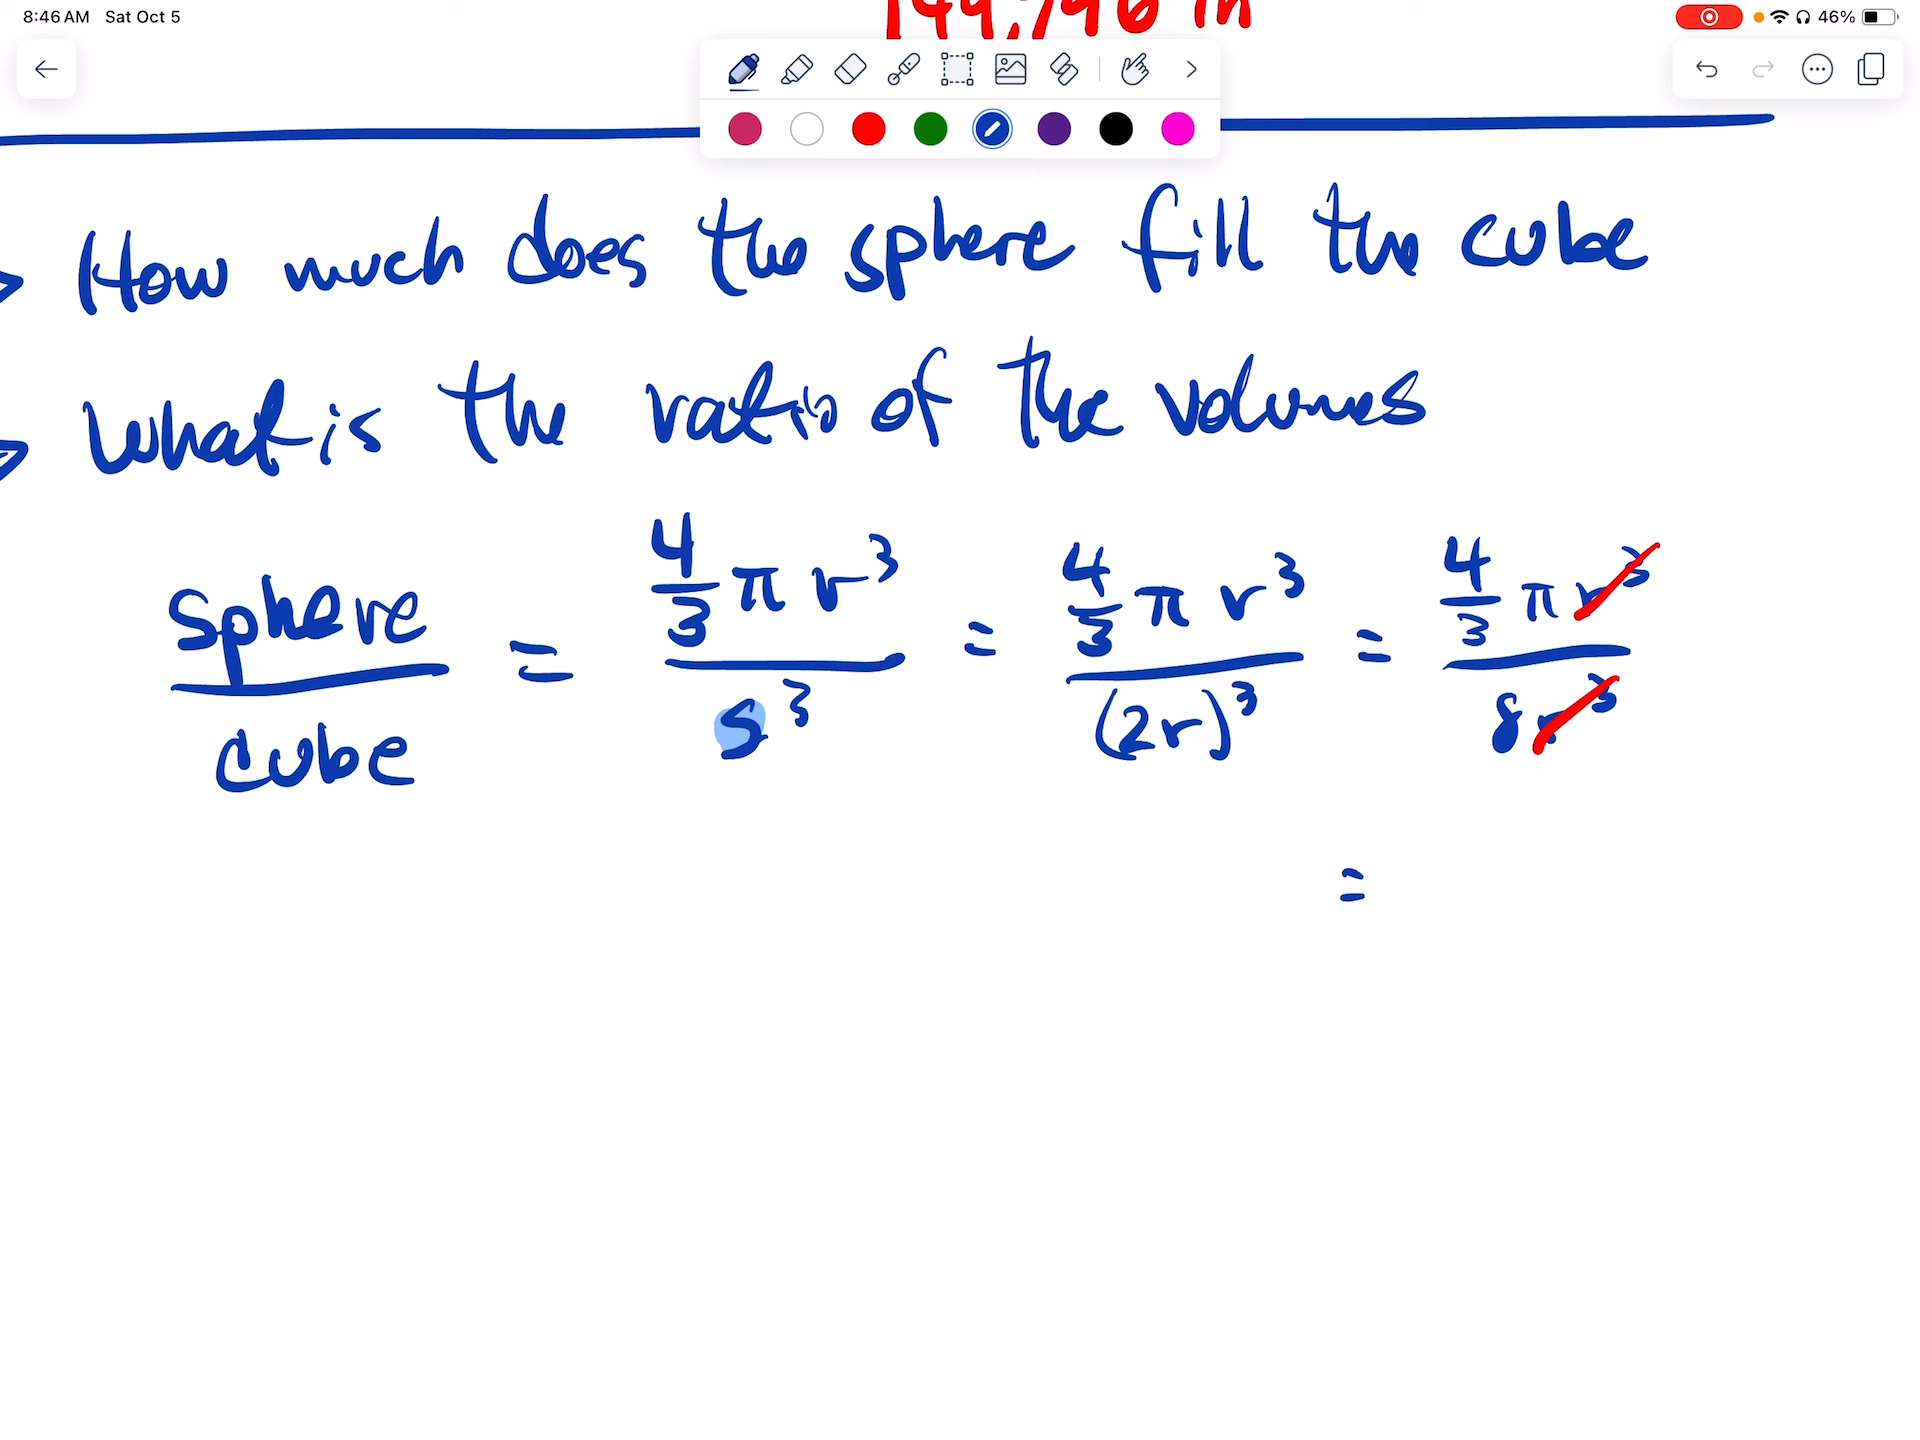 8:46 AM Sat Oct 5
46%
How much does the sphere fill the cube
What is the ratio of the volumes
sphere/cube = 4/3 π r³ / s³ = 4/3 π r³ / (2r)³ = 4/3 π r³ / 8r³
=